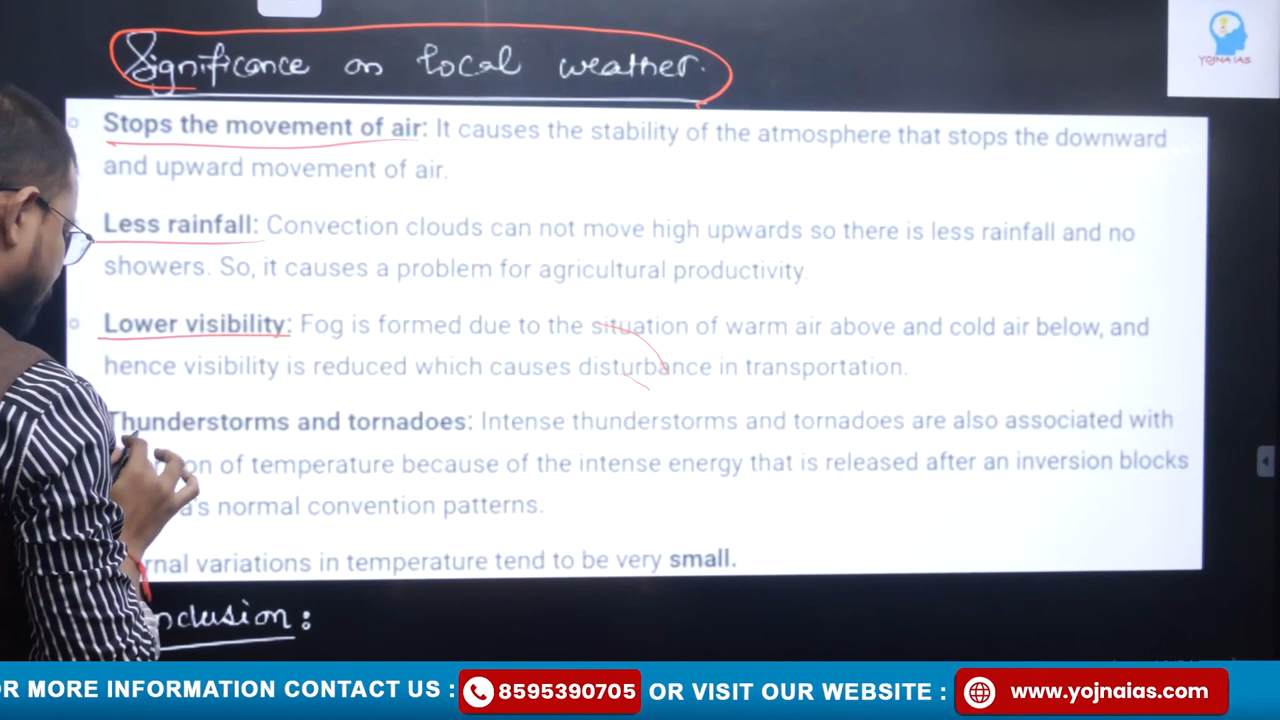 Significance on local weather.
YOJNA IAS
Stops the movement of air: It causes the stability of the atmosphere that stops the downward
and upward movement of air.
Less rainfall: Convection clouds can not move high upwards so there is less rainfall and no
showers. So, it causes a problem for agricultural productivity.
Lower visibility: Fog is formed due to the situation of warm air above and cold air below, and
hence visibility is reduced which causes disturbance in transportation.
Thunderstorms and tornadoes: Intense thunderstorms and tornadoes are also associated with
of temperature because of the intense energy that is released after an inversion blocks
normal convention patterns.
variations in temperature tend to be very small.
nclusion :
OR MORE INFORMATION CONTACT US : 8595390705 OR VISIT OUR WEBSITE : www.yojnaias.com